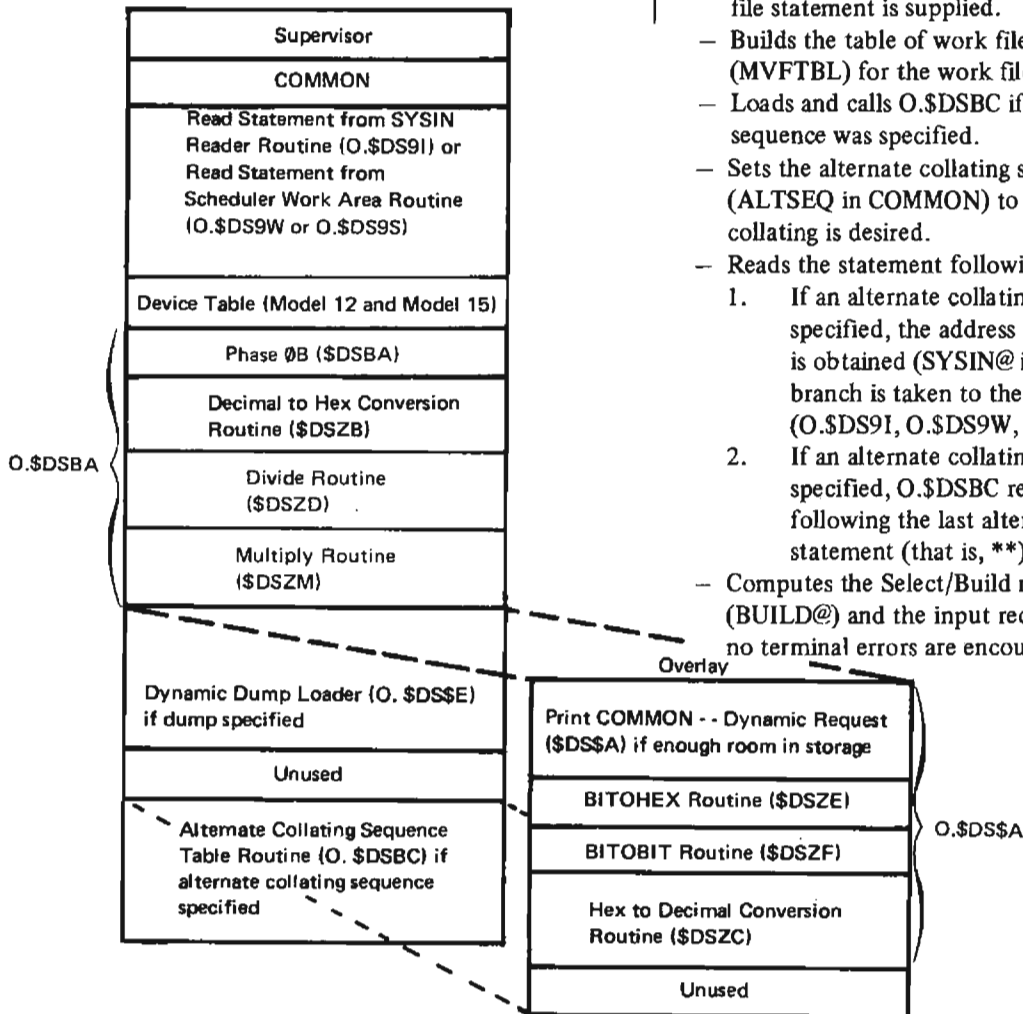 Supervisor
COMMON
Read Statement from SYSIN
Reader Routine (O.$DS9I) or
Read Statement from
Scheduler Work Area Routine
(O.$DS9W or O.$DS9S)
Device Table (Model 12 and Model 15)
Phase ØB ($DSBA)
Decimal to Hex Conversion
Routine ($DSZB)
O.$DSBA
Divide Routine
($DSZD)
Multiply Routine
($DSZM)
Dynamic Dump Loader (O. $DS$E)
if dump specified
Unused
Alternate Collating Sequence
Table Routine (O. $DSBC) if
alternate collating sequence
specified
file statement is supplied.
— Builds the table of work file
(MVFTBL) for the work fil
— Loads and calls O.$DSBC if
sequence was specified.
— Sets the alternate collating s
(ALTSEQ in COMMON) to
collating is desired.
— Reads the statement followi
1. If an alternate collatin
specified, the address
is obtained (SYSIN@ i
branch is taken to the
(O.$DS9I, O.$DS9W,
2. If an alternate collatin
specified, O.$DSBC re
following the last alter
statement (that is, **)
— Computes the Select/Build r
(BUILD@) and the input rec
no terminal errors are encou
Overlay
Print COMMON - - Dynamic Request
($DS$A) if enough room in storage
BITOHEX Routine ($DSZE)
O.$DS$A
BITOBIT Routine ($DSZF)
Hex to Decimal Conversion
Routine ($DSZC)
Unused